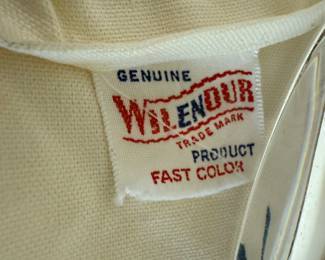 GENUINE
WILENDUR
TRADE MARK
PRODUCT
FAST COLOR